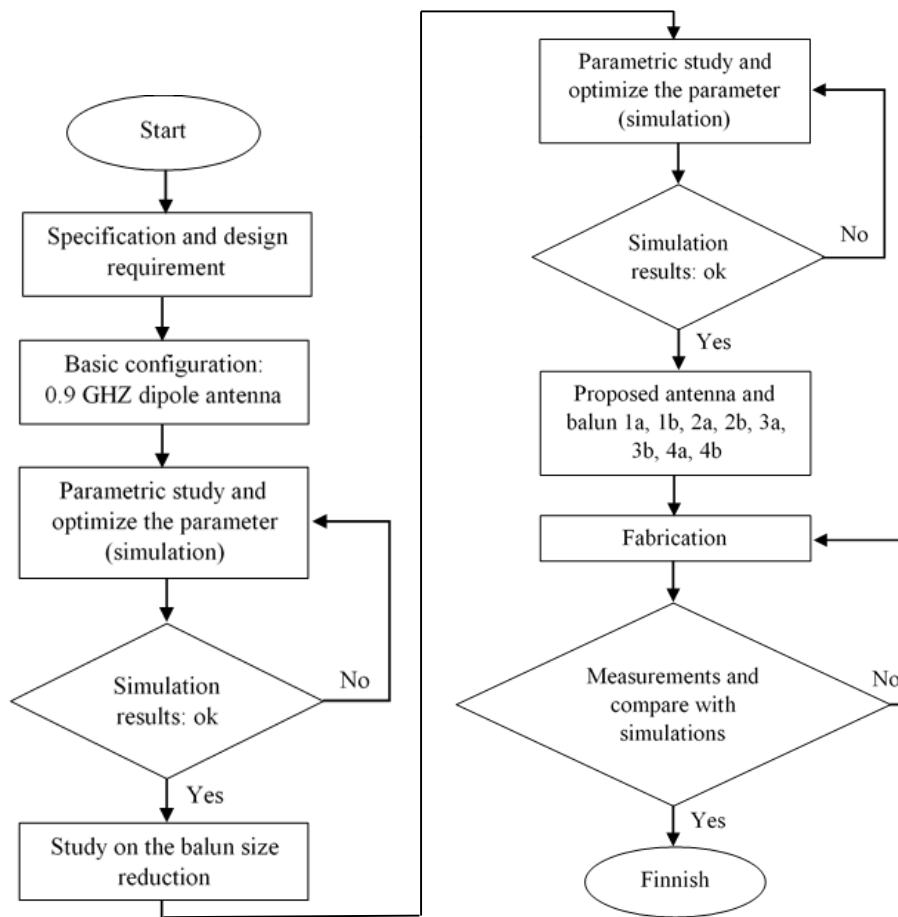 Start
Specification and design
requirement
Basic configuration:
0.9 GHZ dipole antenna
Parametric study and
optimize the parameter
(simulation)
Simulation
results: ok
No
Yes
Study on the balun size
reduction
Parametric study and
optimize the parameter
(simulation)
Simulation
results: ok
No
Yes
Proposed antenna and
balun 1a, 1b, 2a, 2b, 3a,
3b, 4a, 4b
Fabrication
Measurements and
compare with
simulations
No
Yes
Finnish